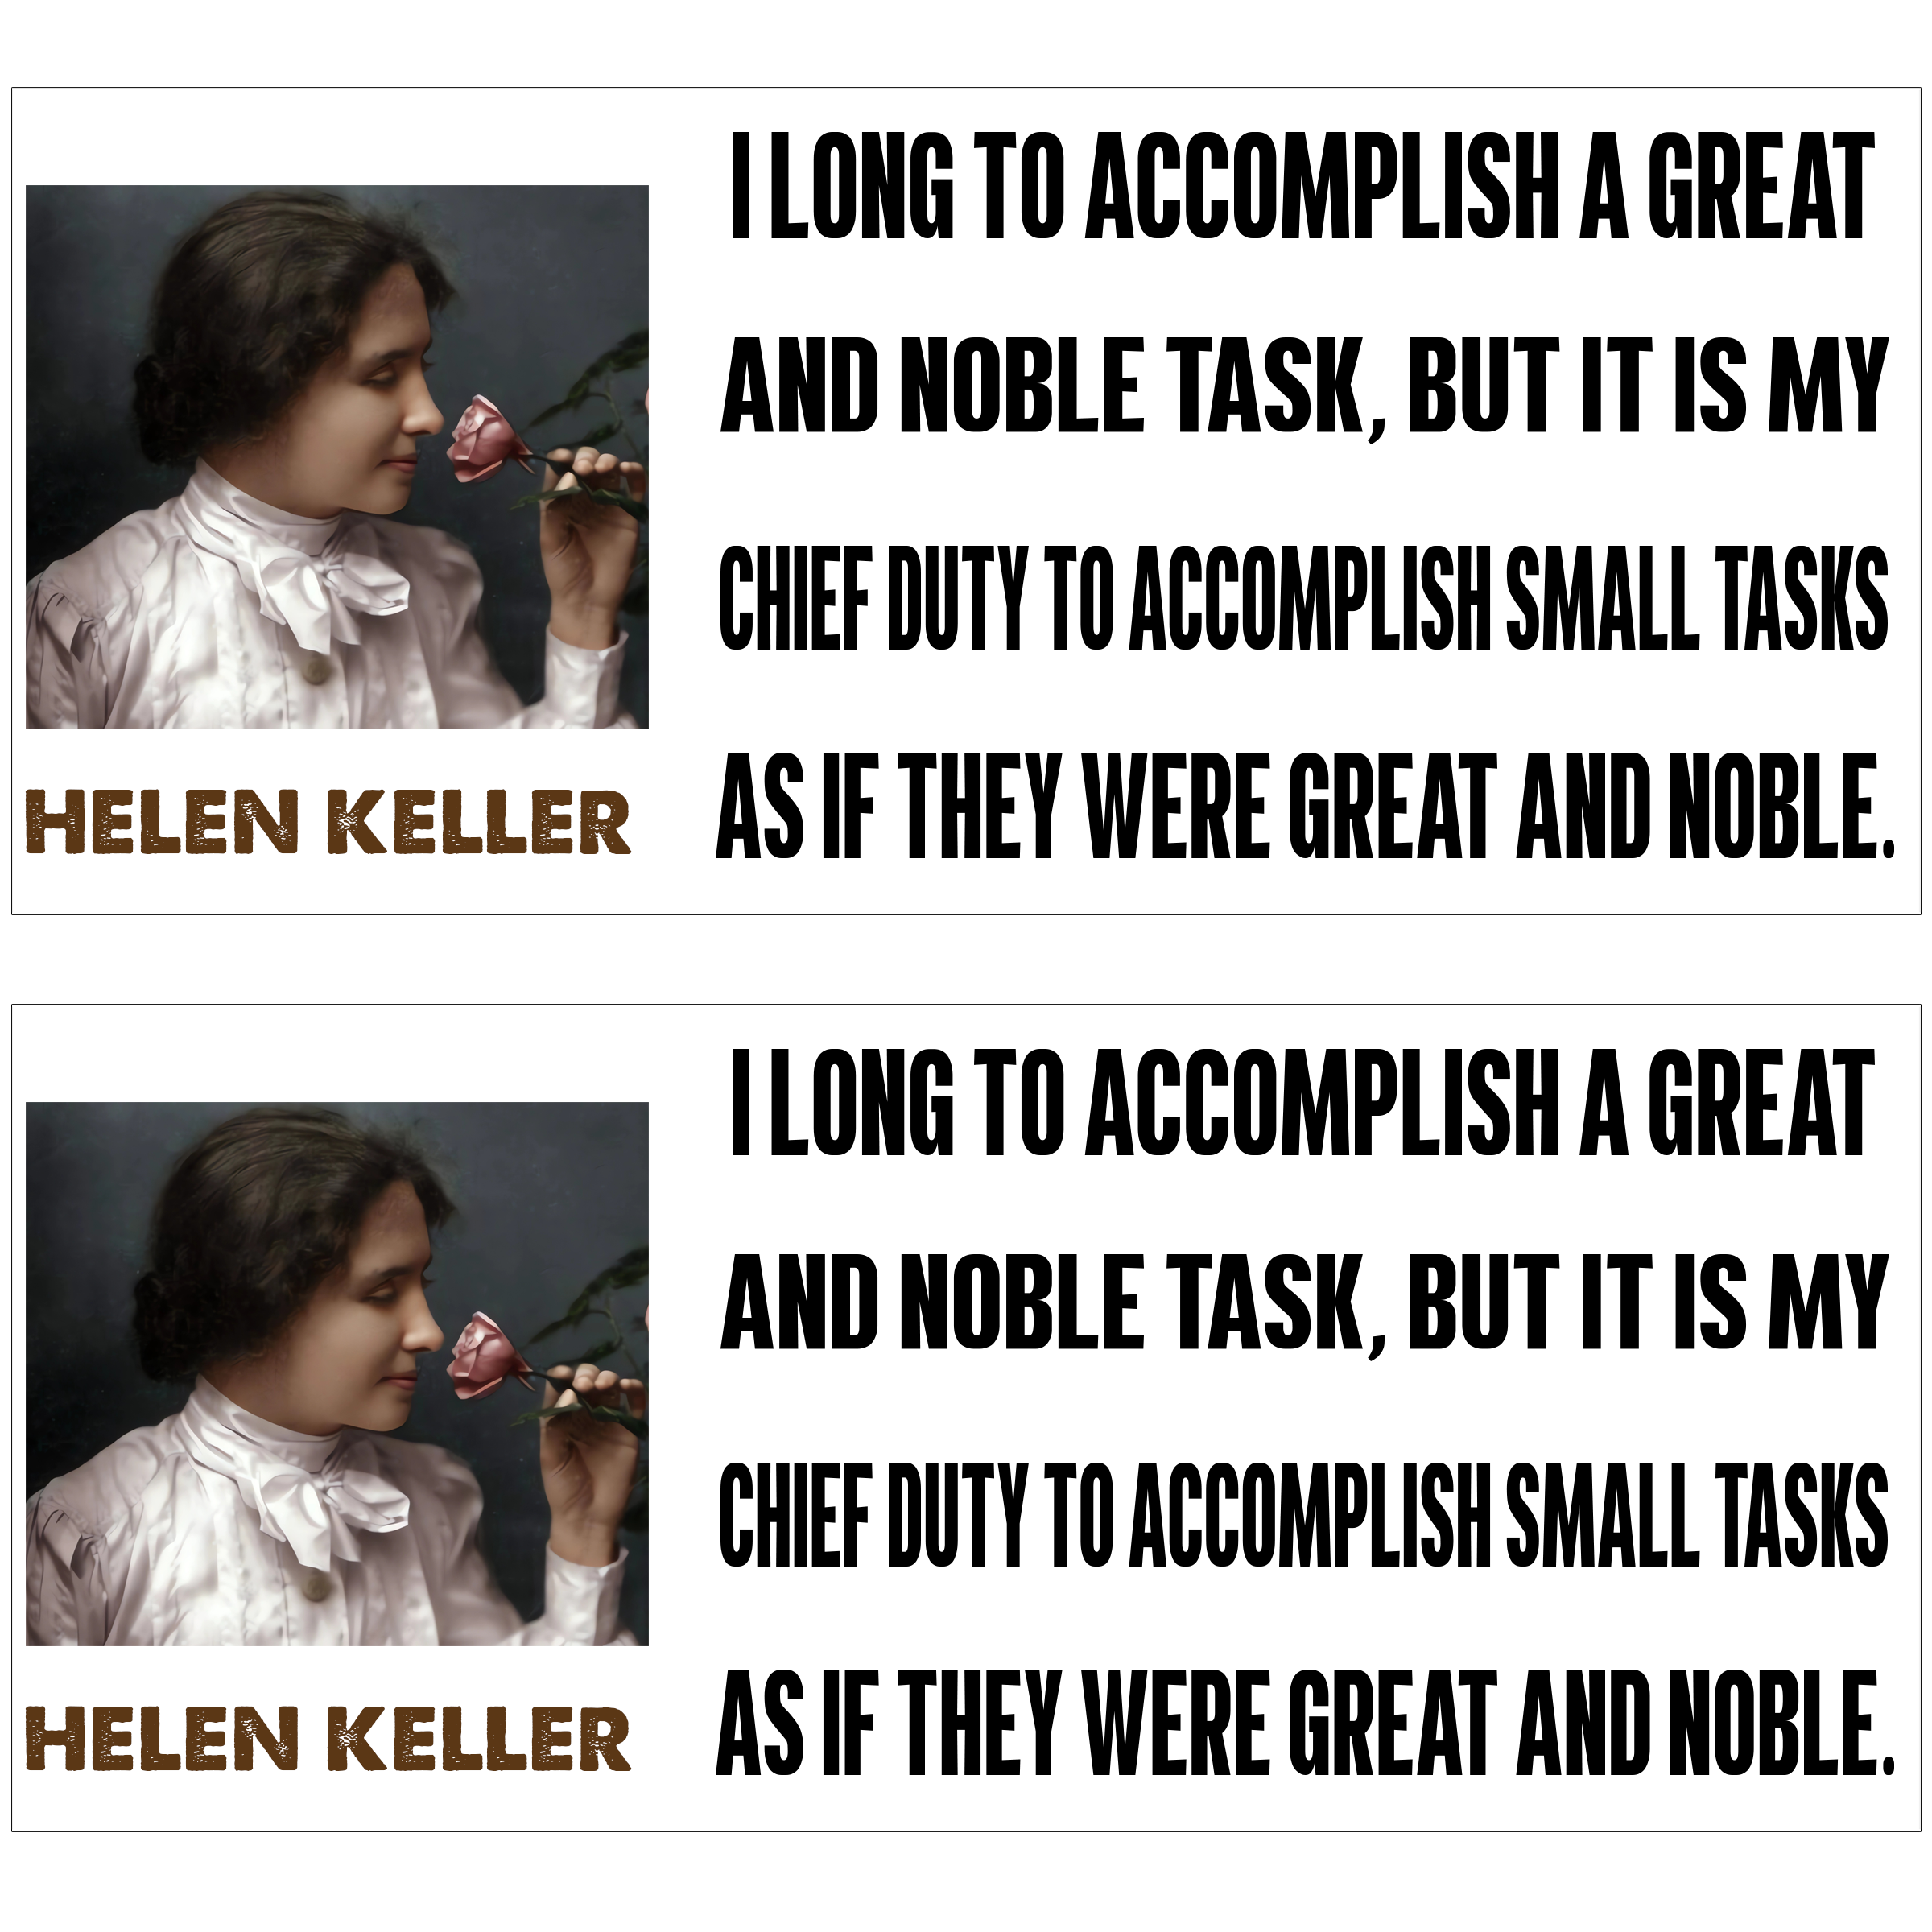 I LONG TO ACCOMPLISH A GREAT
AND NOBLE TASK, BUT IT IS MY
CHIEF DUTY TO ACCOMPLISH SMALL TASKS
AS IF THEY WERE GREAT AND NOBLE.
HELEN KELLER
I LONG TO ACCOMPLISH A GREAT
AND NOBLE TASK, BUT IT IS MY
CHIEF DUTY TO ACCOMPLISH SMALL TASKS
AS IF THEY WERE GREAT AND NOBLE.
HELEN KELLER